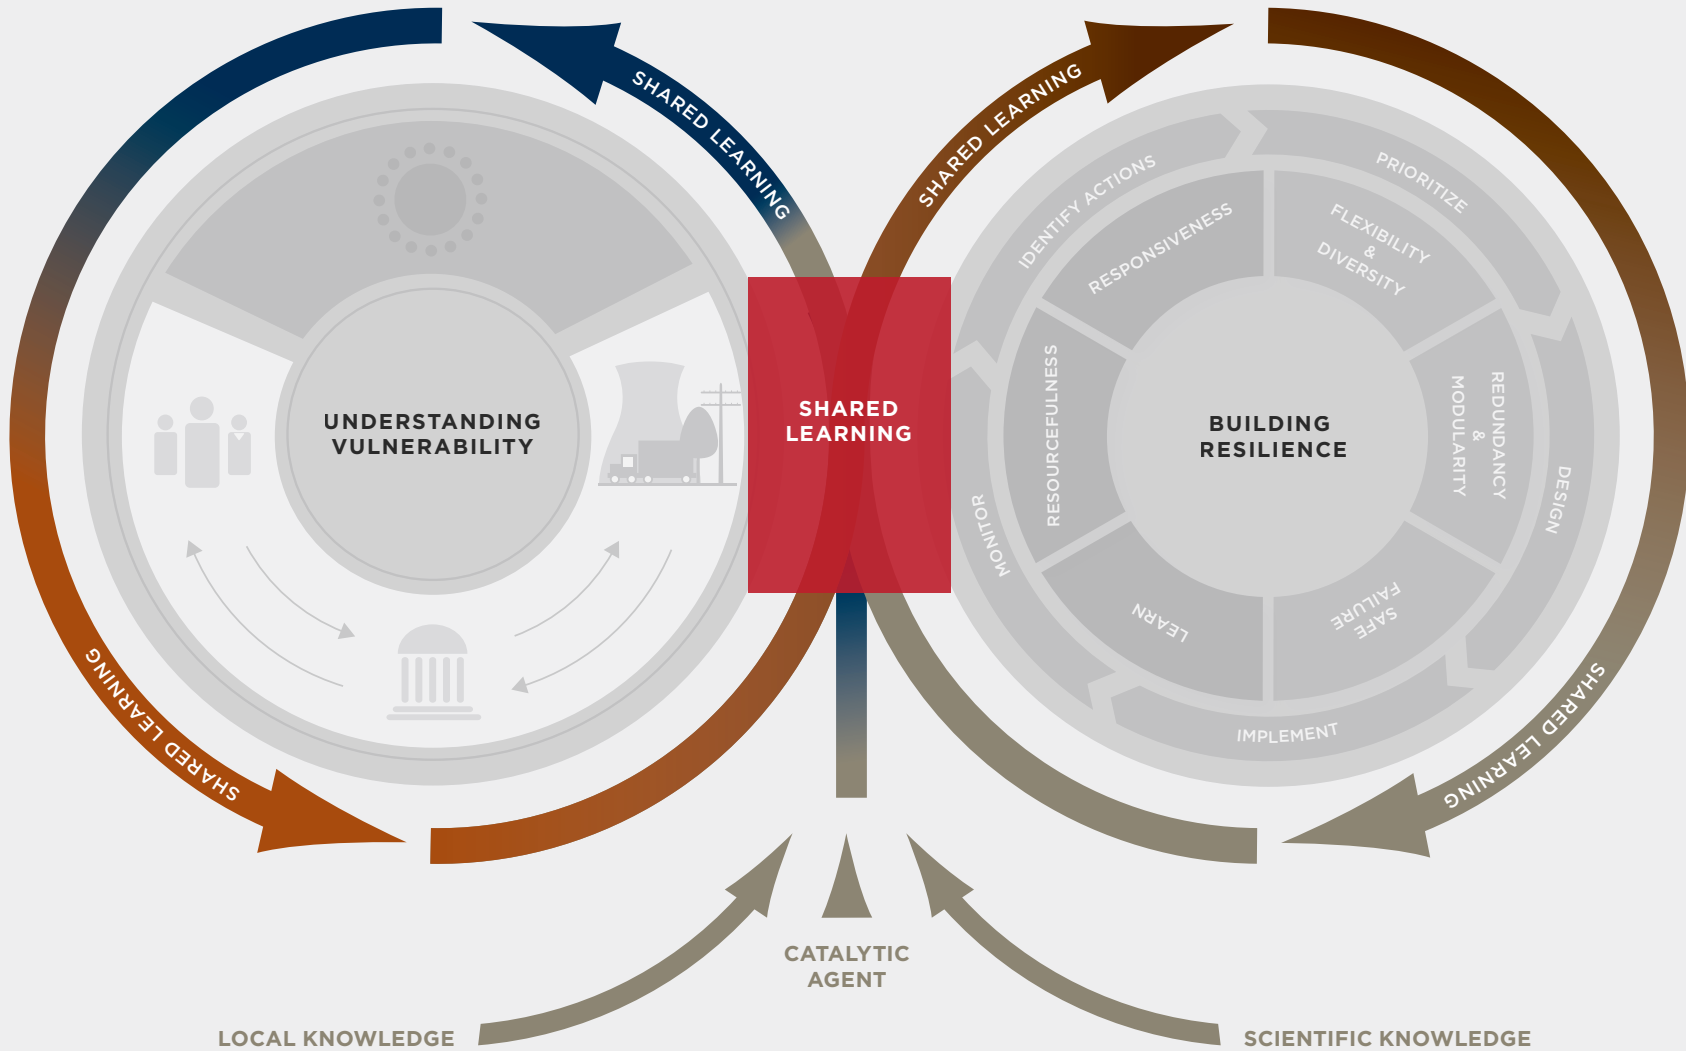 SHARED LEARNING
SHARED LEARNING
IDENTIFY ACTIONS
PRIORITIZE
RESPONSIVENESS
FLEXIBILITY
&
DIVERSITY
UNDERSTANDING
VULNERABILITY
SHARED
LEARNING
RESOURCEFULNESS
BUILDING
RESILIENCE
REDUNDANCY
&
MODULARITY
MONITOR
DESIGN
LEARN
SAFE
FAILURE
IMPLEMENT
SHARED LEARNING
SHARED LEARNING
CATALYTIC
AGENT
LOCAL KNOWLEDGE
SCIENTIFIC KNOWLEDGE